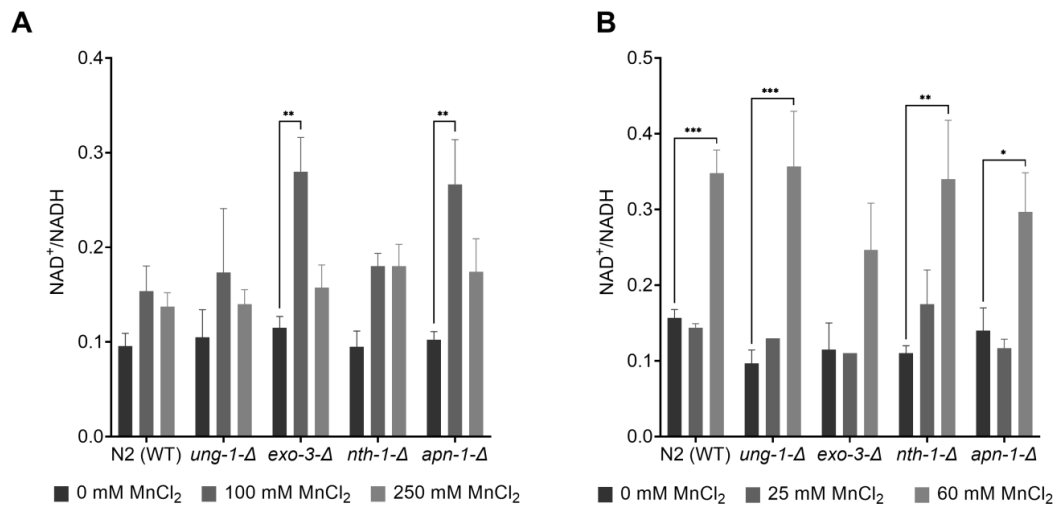 A
NAD⁺/NADH
0.4
0.3
0.2
0.1
0.0
**
**
N2 (WT) ung-1-Δ exo-3-Δ nth-1-Δ apn-1-Δ
0 mM MnCl₂ 100 mM MnCl₂ 250 mM MnCl₂
B
NAD⁺/NADH
0.5
0.4
0.3
0.2
0.1
0.0
***
***
**
*
N2 (WT) ung-1-Δ exo-3-Δ nth-1-Δ apn-1-Δ
0 mM MnCl₂ 25 mM MnCl₂ 60 mM MnCl₂